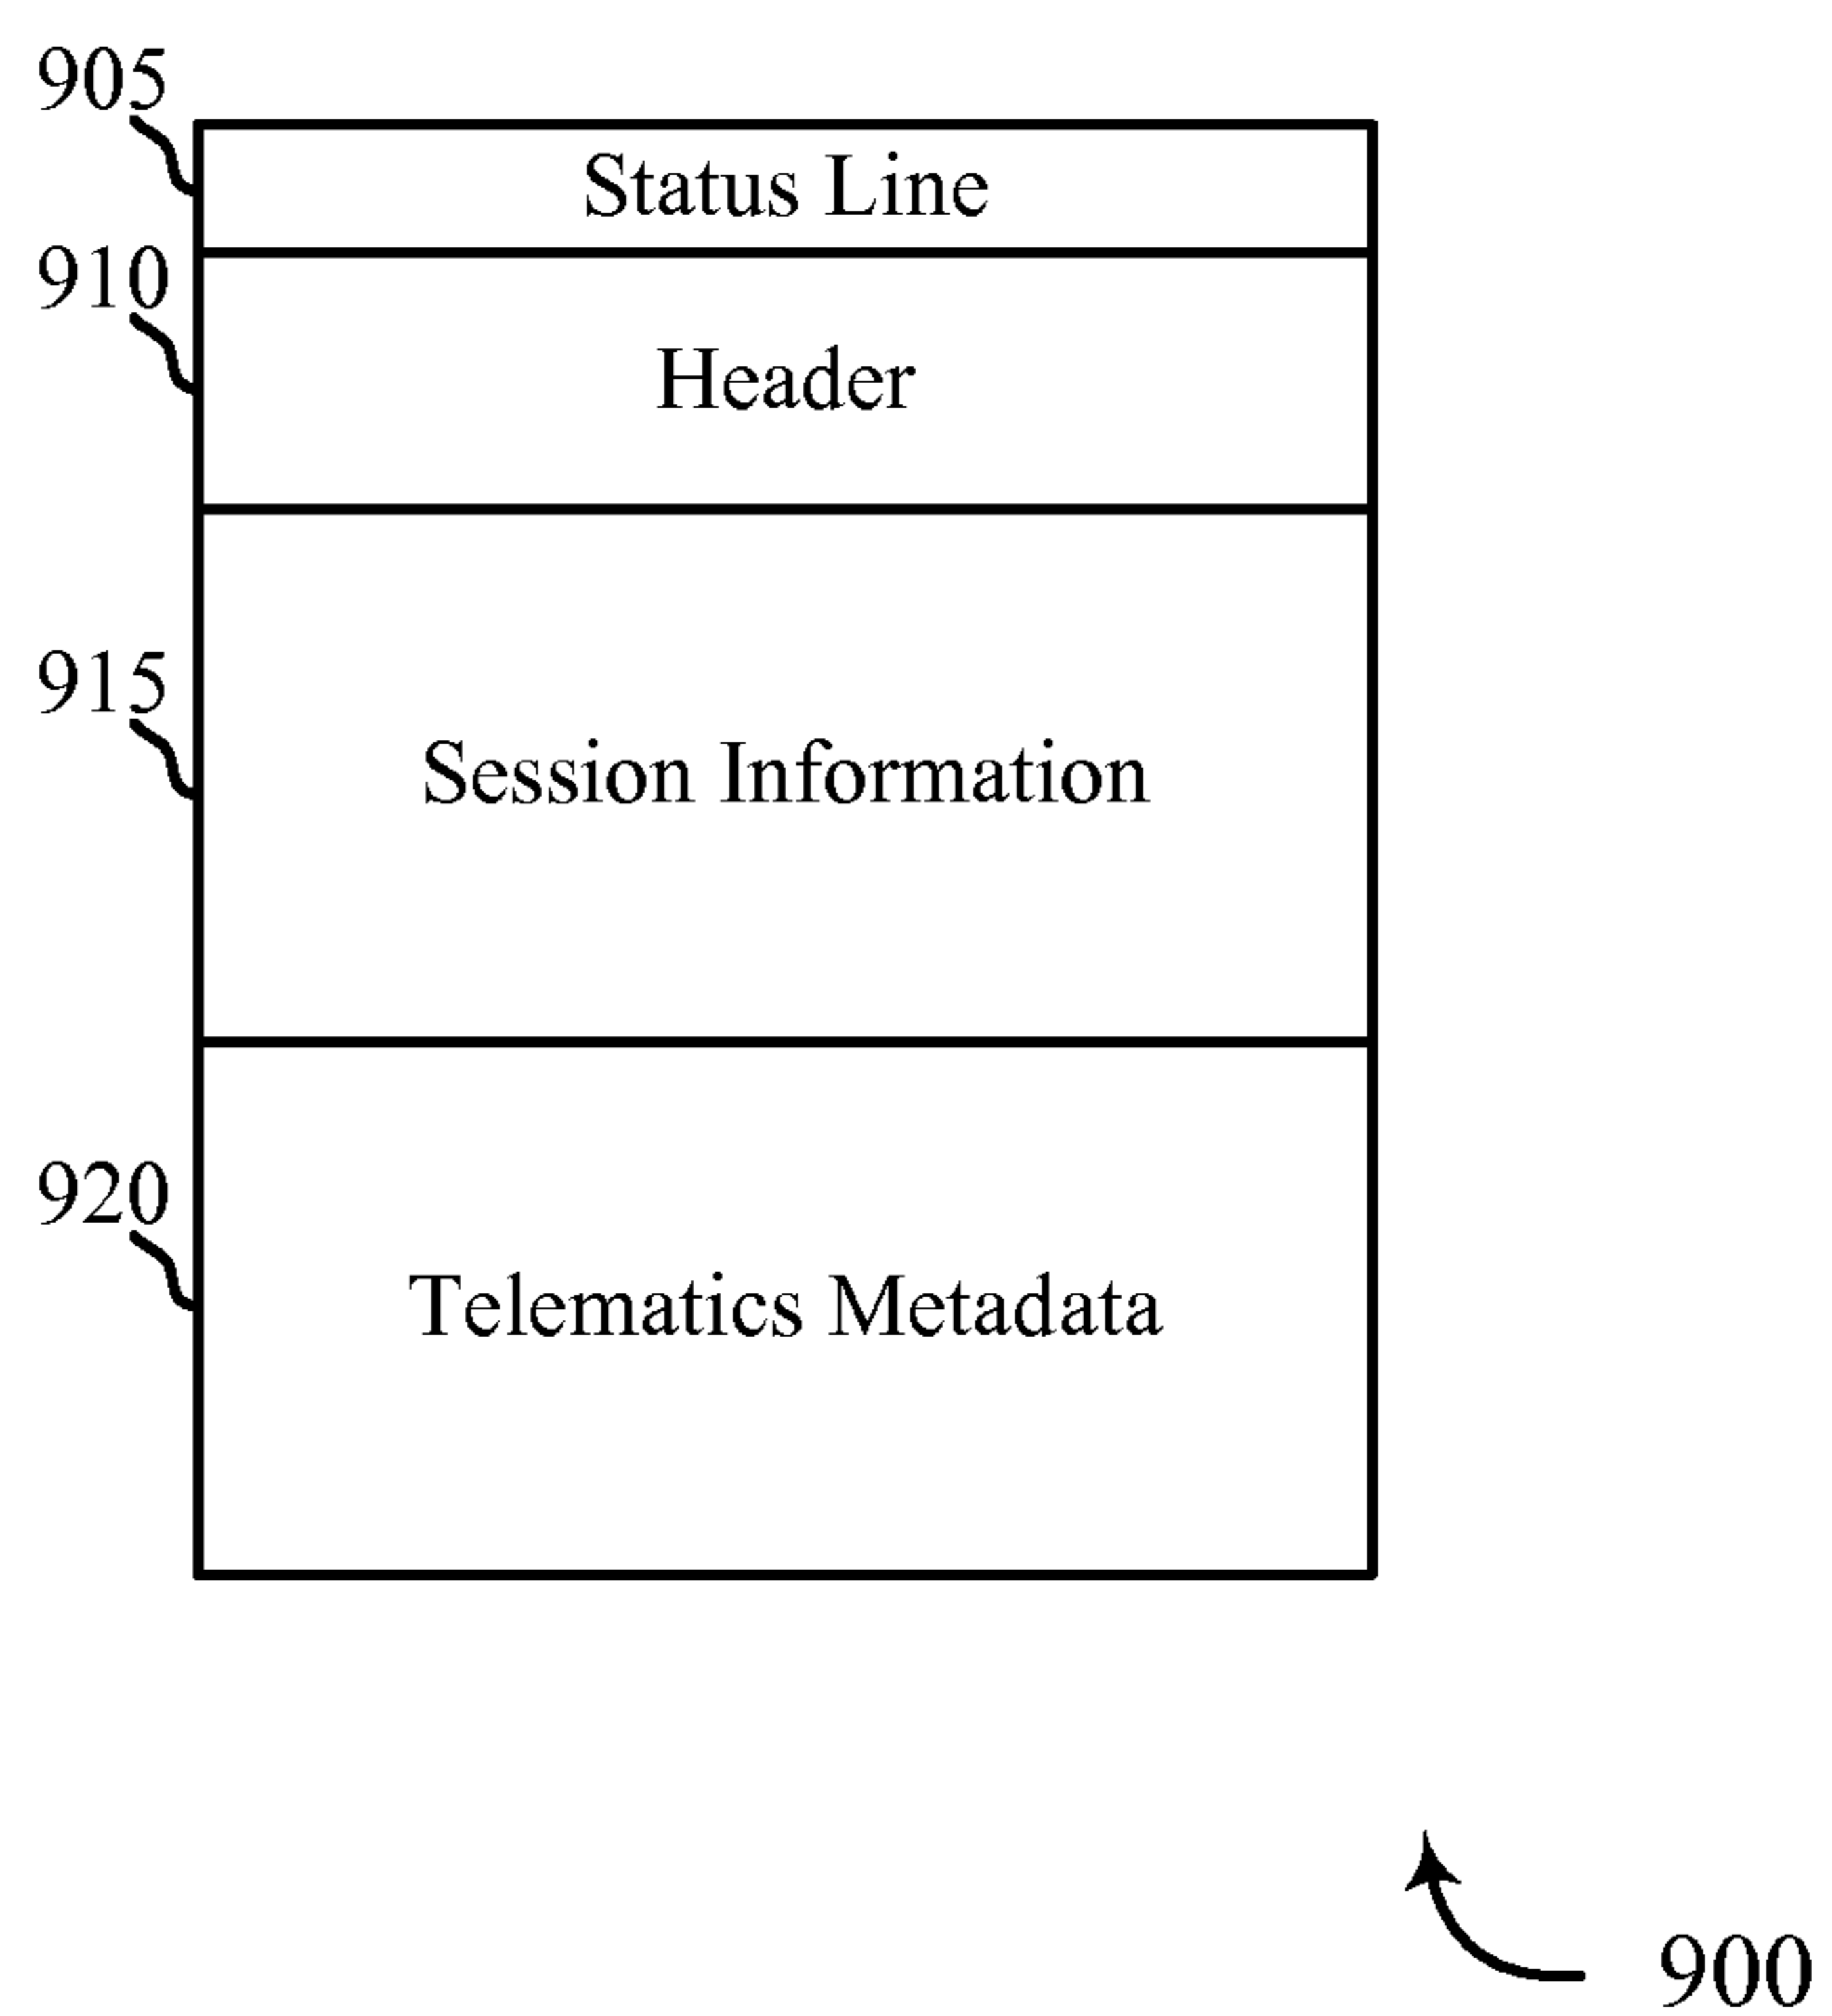 905
Status Line
910
Header
915
Session Information
920
Telematics Metadata
900